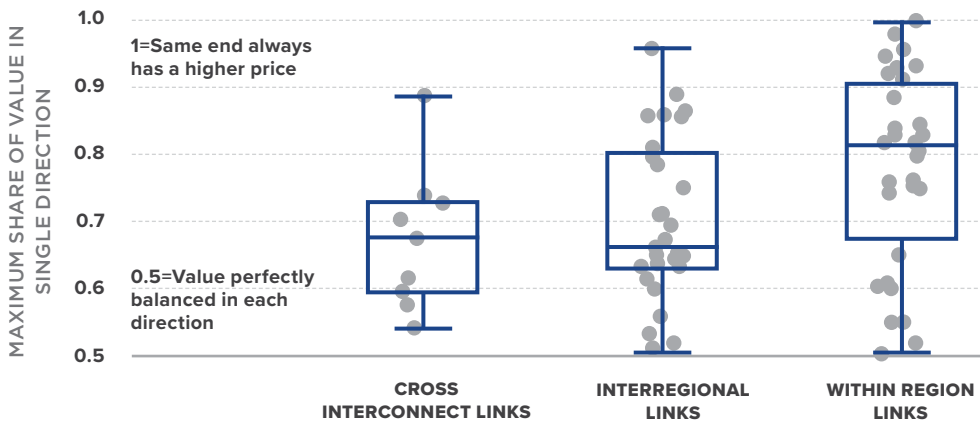 MAXIMUM SHARE OF VALUE IN
SINGLE DIRECTION
1.0
0.9
0.8
0.7
0.6
0.5
1=Same end always
has a higher price
0.5=Value perfectly
balanced in each
direction
CROSS
INTERCONNECT LINKS
INTERREGIONAL
LINKS
WITHIN REGION
LINKS